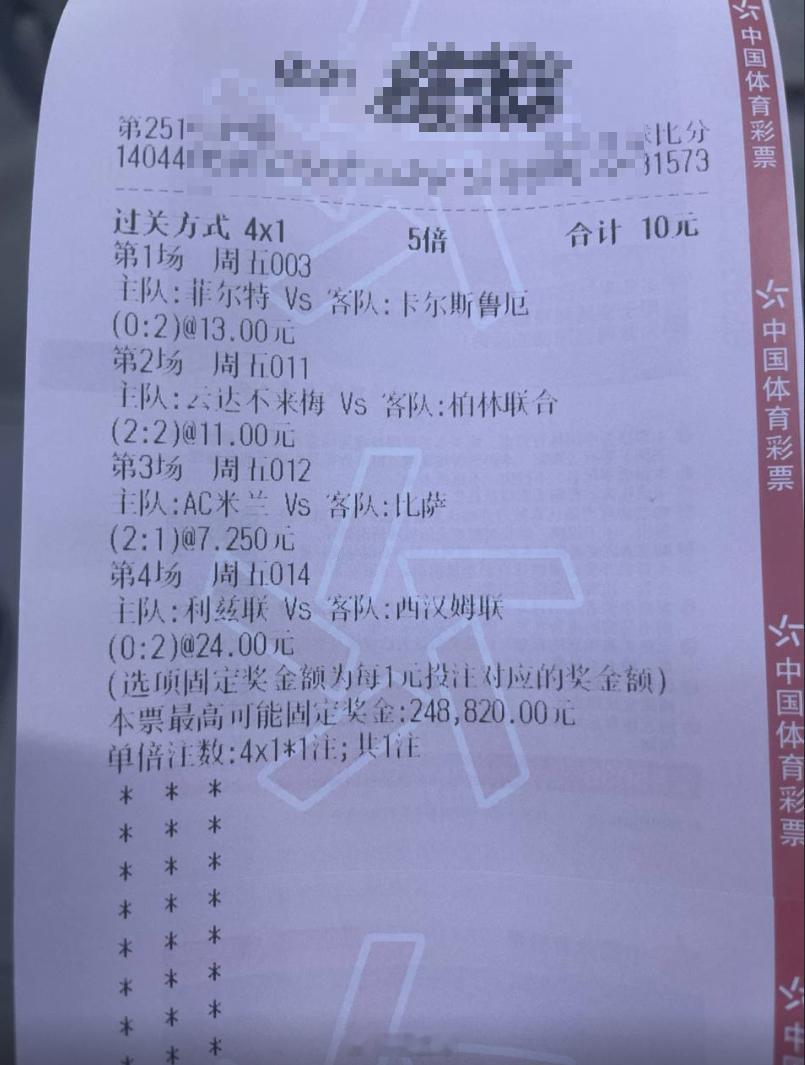 第251
比分
14044
31573
过关方式 4x1 5倍 合计 10元
第1场 周五003
主队:菲尔特 Vs 客队:卡尔斯鲁厄
(0:2)@13.00元
第2场 周五011
主队:云达不来梅 Vs 客队:柏林联合
(2:2)@11.00元
第3场 周五012
主队:AC米兰 Vs 客队:比萨
(2:1)@7.250元
第4场 周五014
主队:利兹联 Vs 客队:西汉姆联
(0:2)@24.00元
(选项固定奖金额为每1元投注对应的奖金额)
本票最高可能固定奖金:248,820.00元
单倍注数:4x1*1注;共1注
* * *
* * *
* * *
* * *
* * *
* * *
* * *
* * *
中国体育彩票
中国体育彩票
中国体育彩票
中